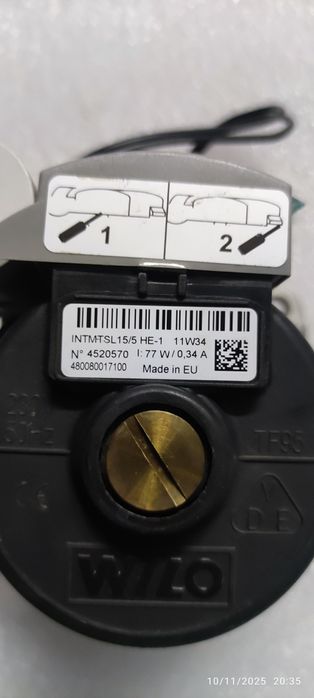 1 2
INTMTSL15/5 HE-1 11W34
N° 4520570 I: 77 W / 0,34 A
480080017100 Made in EU
230
50Hz
TF95
CE
D E
WILO
10/11/2025 20:35